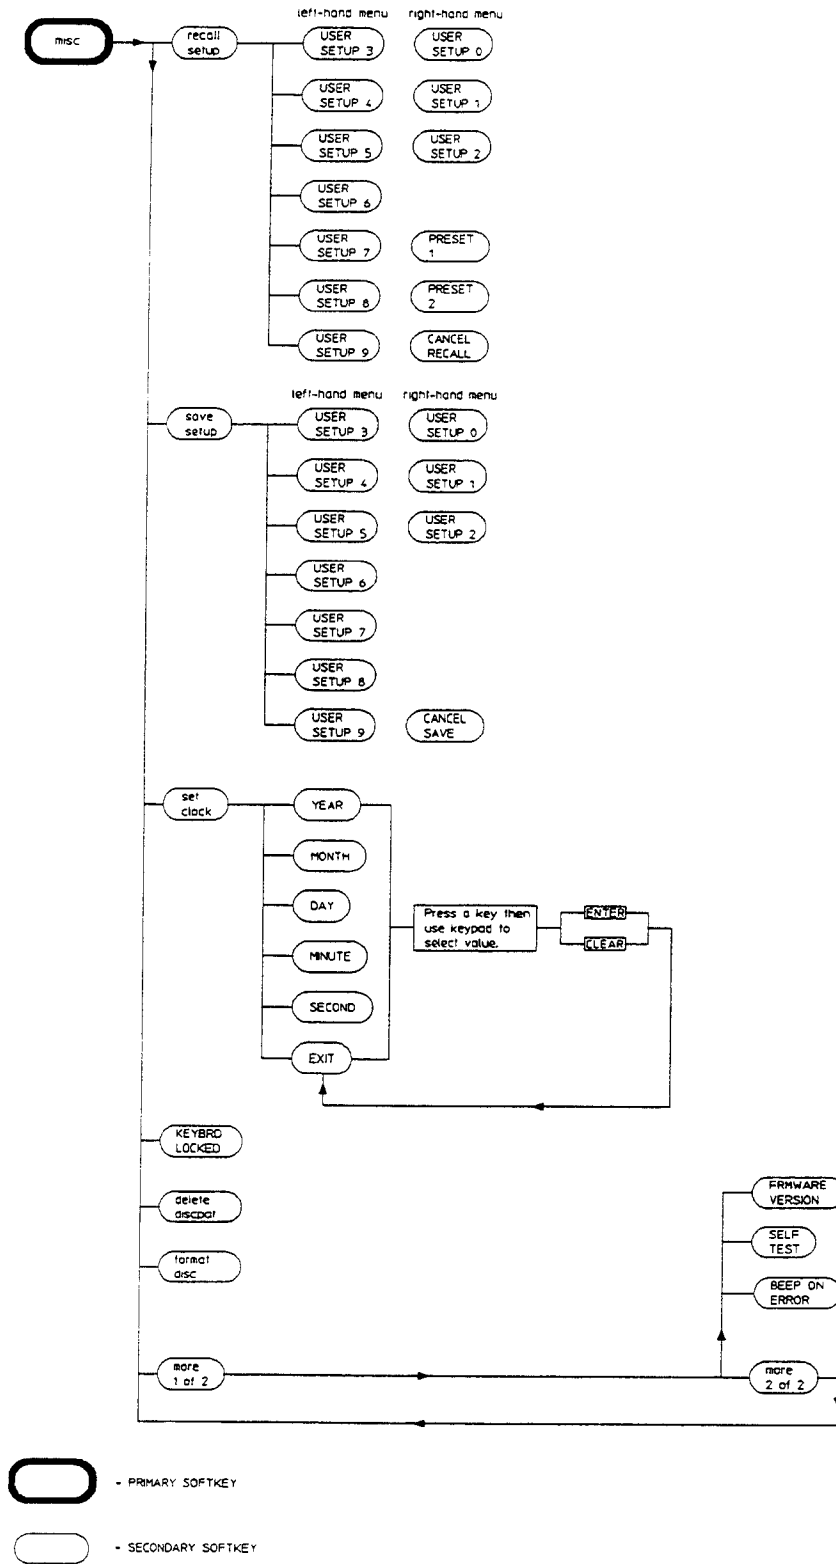 left-hand menu right-hand menu
misc
recall
setup
USER
SETUP 3
USER
SETUP 0
USER
SETUP 4
USER
SETUP 1
USER
SETUP 5
USER
SETUP 2
USER
SETUP 6
USER
SETUP 7
PRESET
1
USER
SETUP 8
PRESET
2
USER
SETUP 9
CANCEL
RECALL
left-hand menu right-hand menu
save
setup
USER
SETUP 3
USER
SETUP 0
USER
SETUP 4
USER
SETUP 1
USER
SETUP 5
USER
SETUP 2
USER
SETUP 6
USER
SETUP 7
USER
SETUP 8
USER
SETUP 9
CANCEL
SAVE
set
clock
YEAR
MONTH
DAY
MINUTE
SECOND
EXIT
Press a key then
use keypad to
select value.
ENTER
CLEAR
KEYBRD
LOCKED
delete
discpat
format
disc
FRMWARE
VERSION
SELF
TEST
BEEP ON
ERROR
more
1 of 2
more
2 of 2
- PRIMARY SOFTKEY
- SECONDARY SOFTKEY